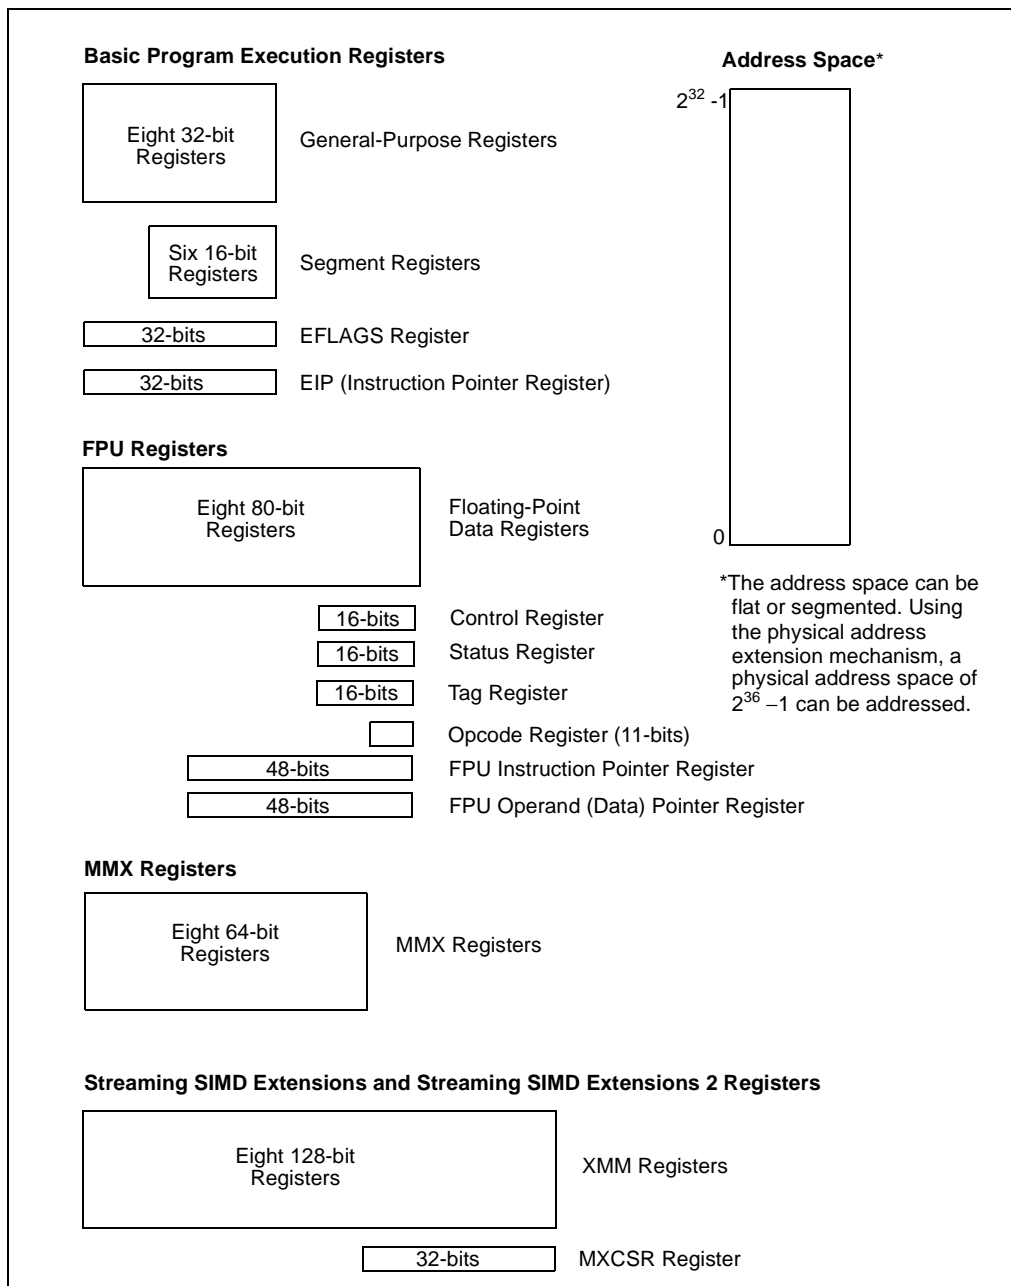 Basic Program Execution Registers
Eight 32-bit
Registers
General-Purpose Registers
Six 16-bit
Registers
Segment Registers
32-bits
EFLAGS Register
32-bits
EIP (Instruction Pointer Register)
Address Space*
2^32 -1
0
*The address space can be
flat or segmented. Using
the physical address
extension mechanism, a
physical address space of
2^36 −1 can be addressed.
FPU Registers
Eight 80-bit
Registers
Floating-Point
Data Registers
16-bits
Control Register
16-bits
Status Register
16-bits
Tag Register
Opcode Register (11-bits)
48-bits
FPU Instruction Pointer Register
48-bits
FPU Operand (Data) Pointer Register
MMX Registers
Eight 64-bit
Registers
MMX Registers
Streaming SIMD Extensions and Streaming SIMD Extensions 2 Registers
Eight 128-bit
Registers
XMM Registers
32-bits
MXCSR Register